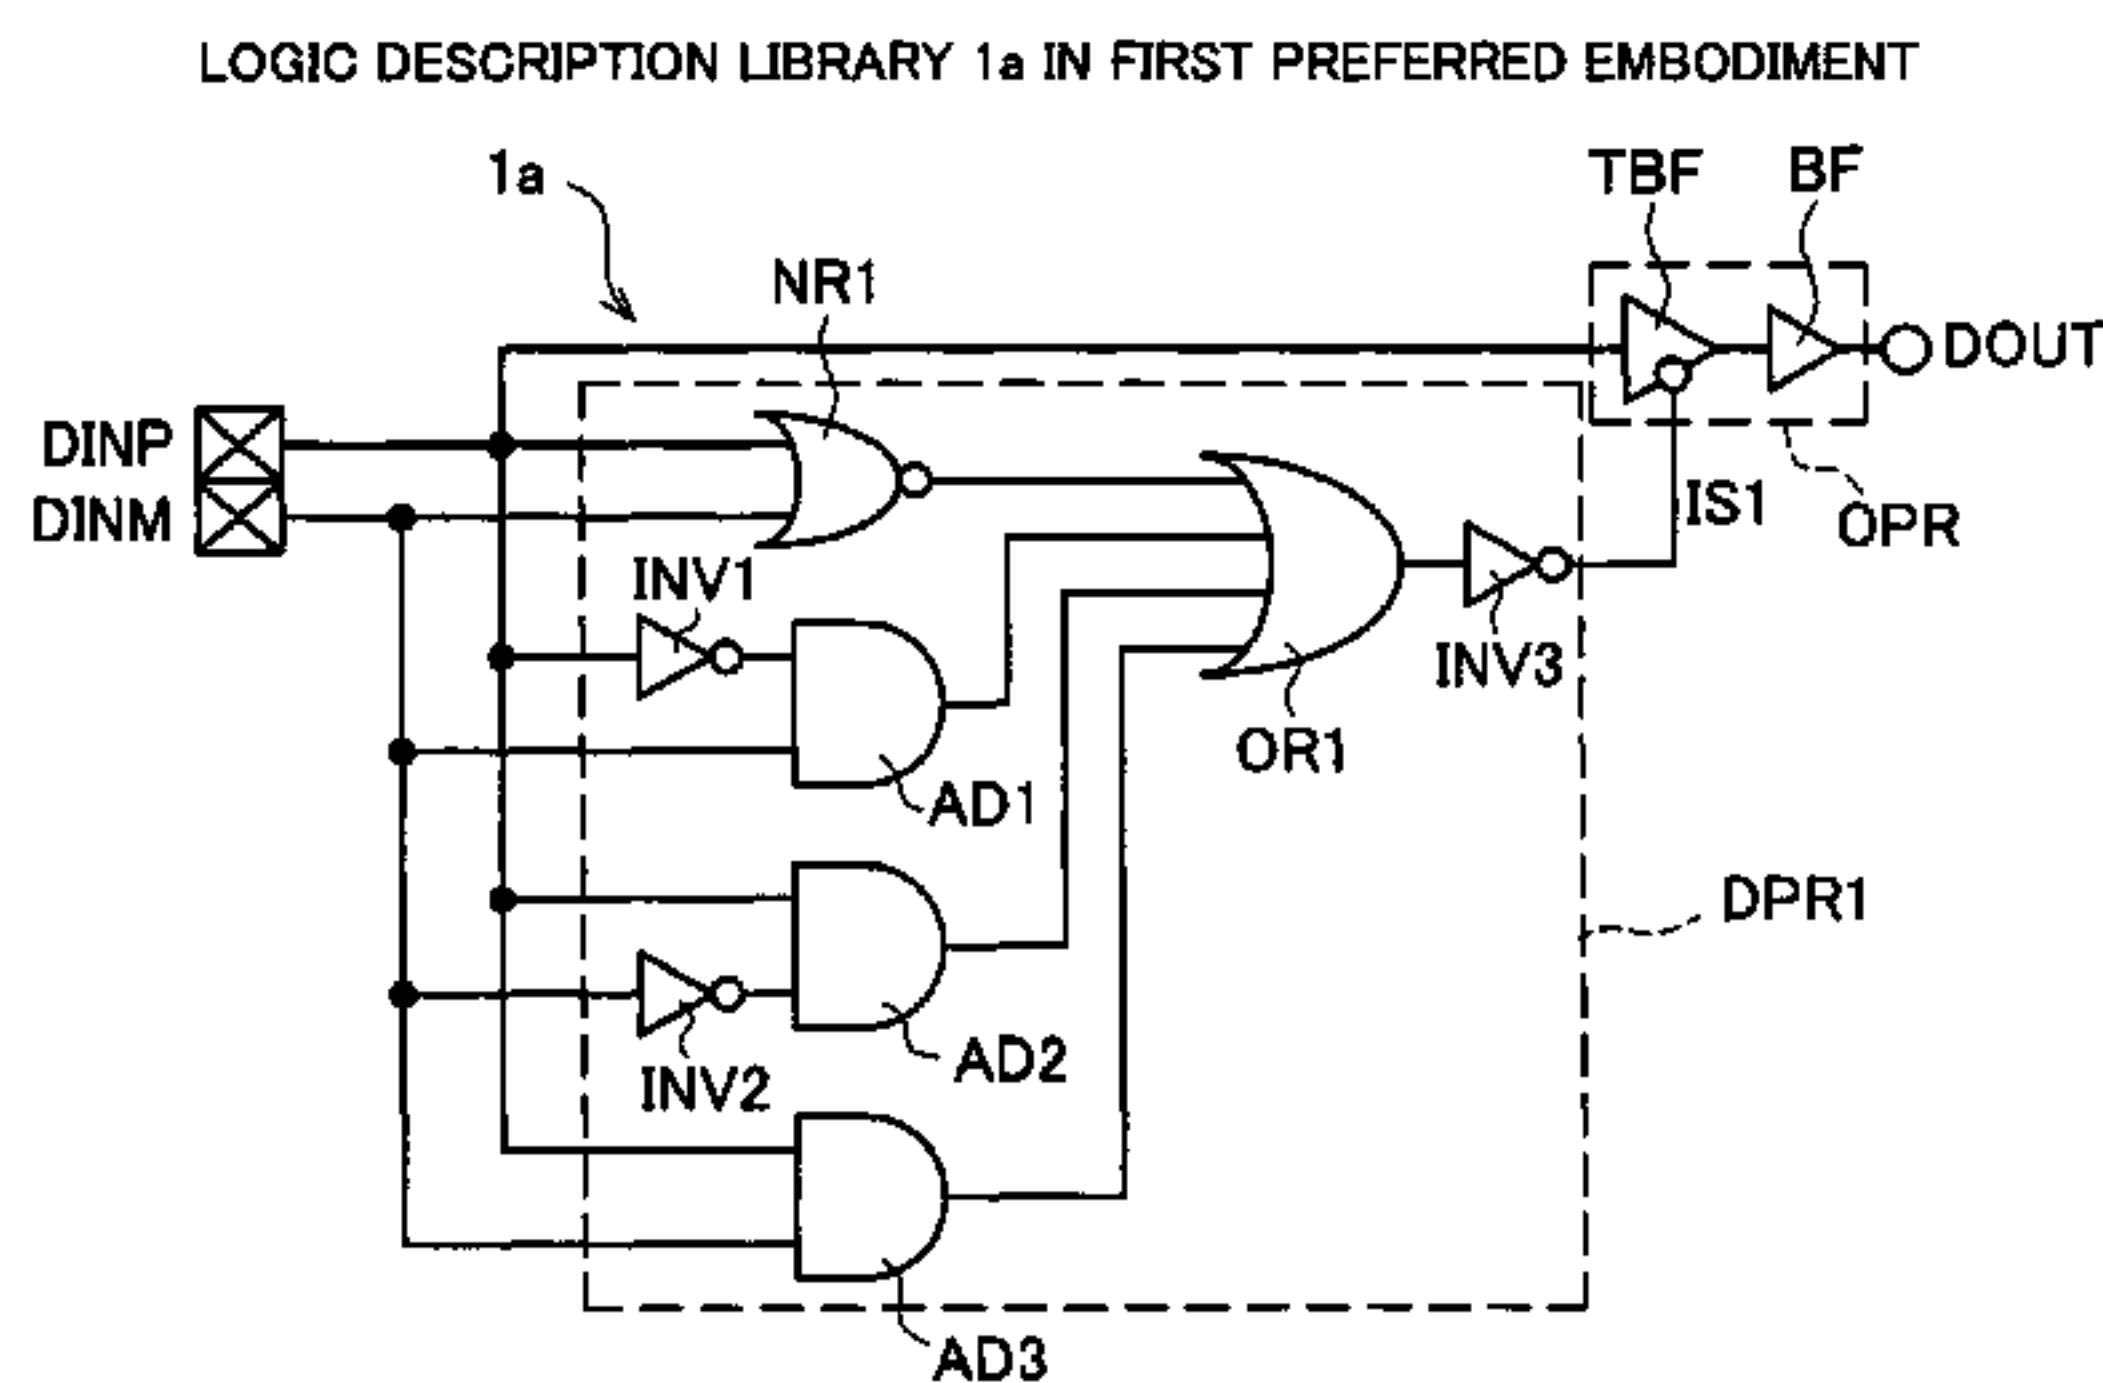 LOGIC DESCRIPTION LIBRARY 1a IN FIRST PREFERRED EMBODIMENT
1a
TBF
BF
NR1
DOUT
DINP
DINM
IS1
OPR
INV1
INV3
OR1
AD1
DPR1
AD2
INV2
AD3